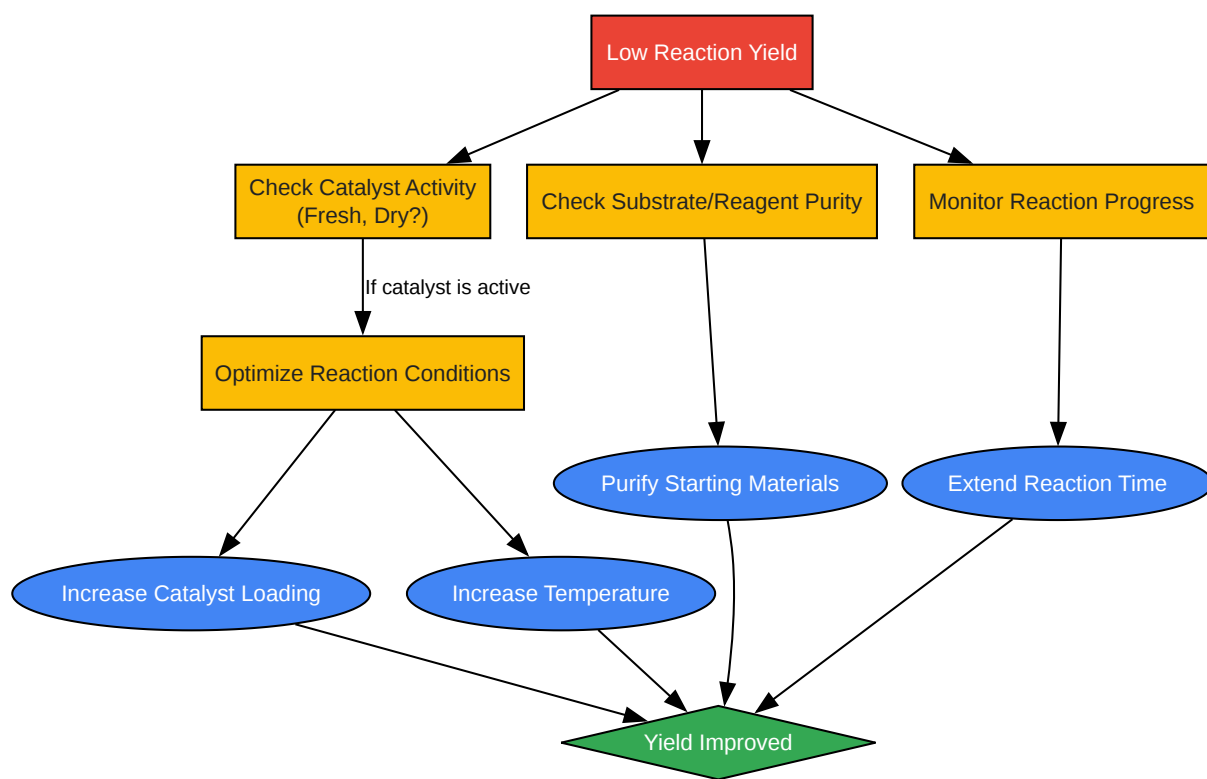 Low Reaction Yield
Check Catalyst Activity
(Fresh, Dry?)
Check Substrate/Reagent Purity
Monitor Reaction Progress
If catalyst is active
Optimize Reaction Conditions
Purify Starting Materials
Extend Reaction Time
Increase Catalyst Loading
Increase Temperature
Yield Improved